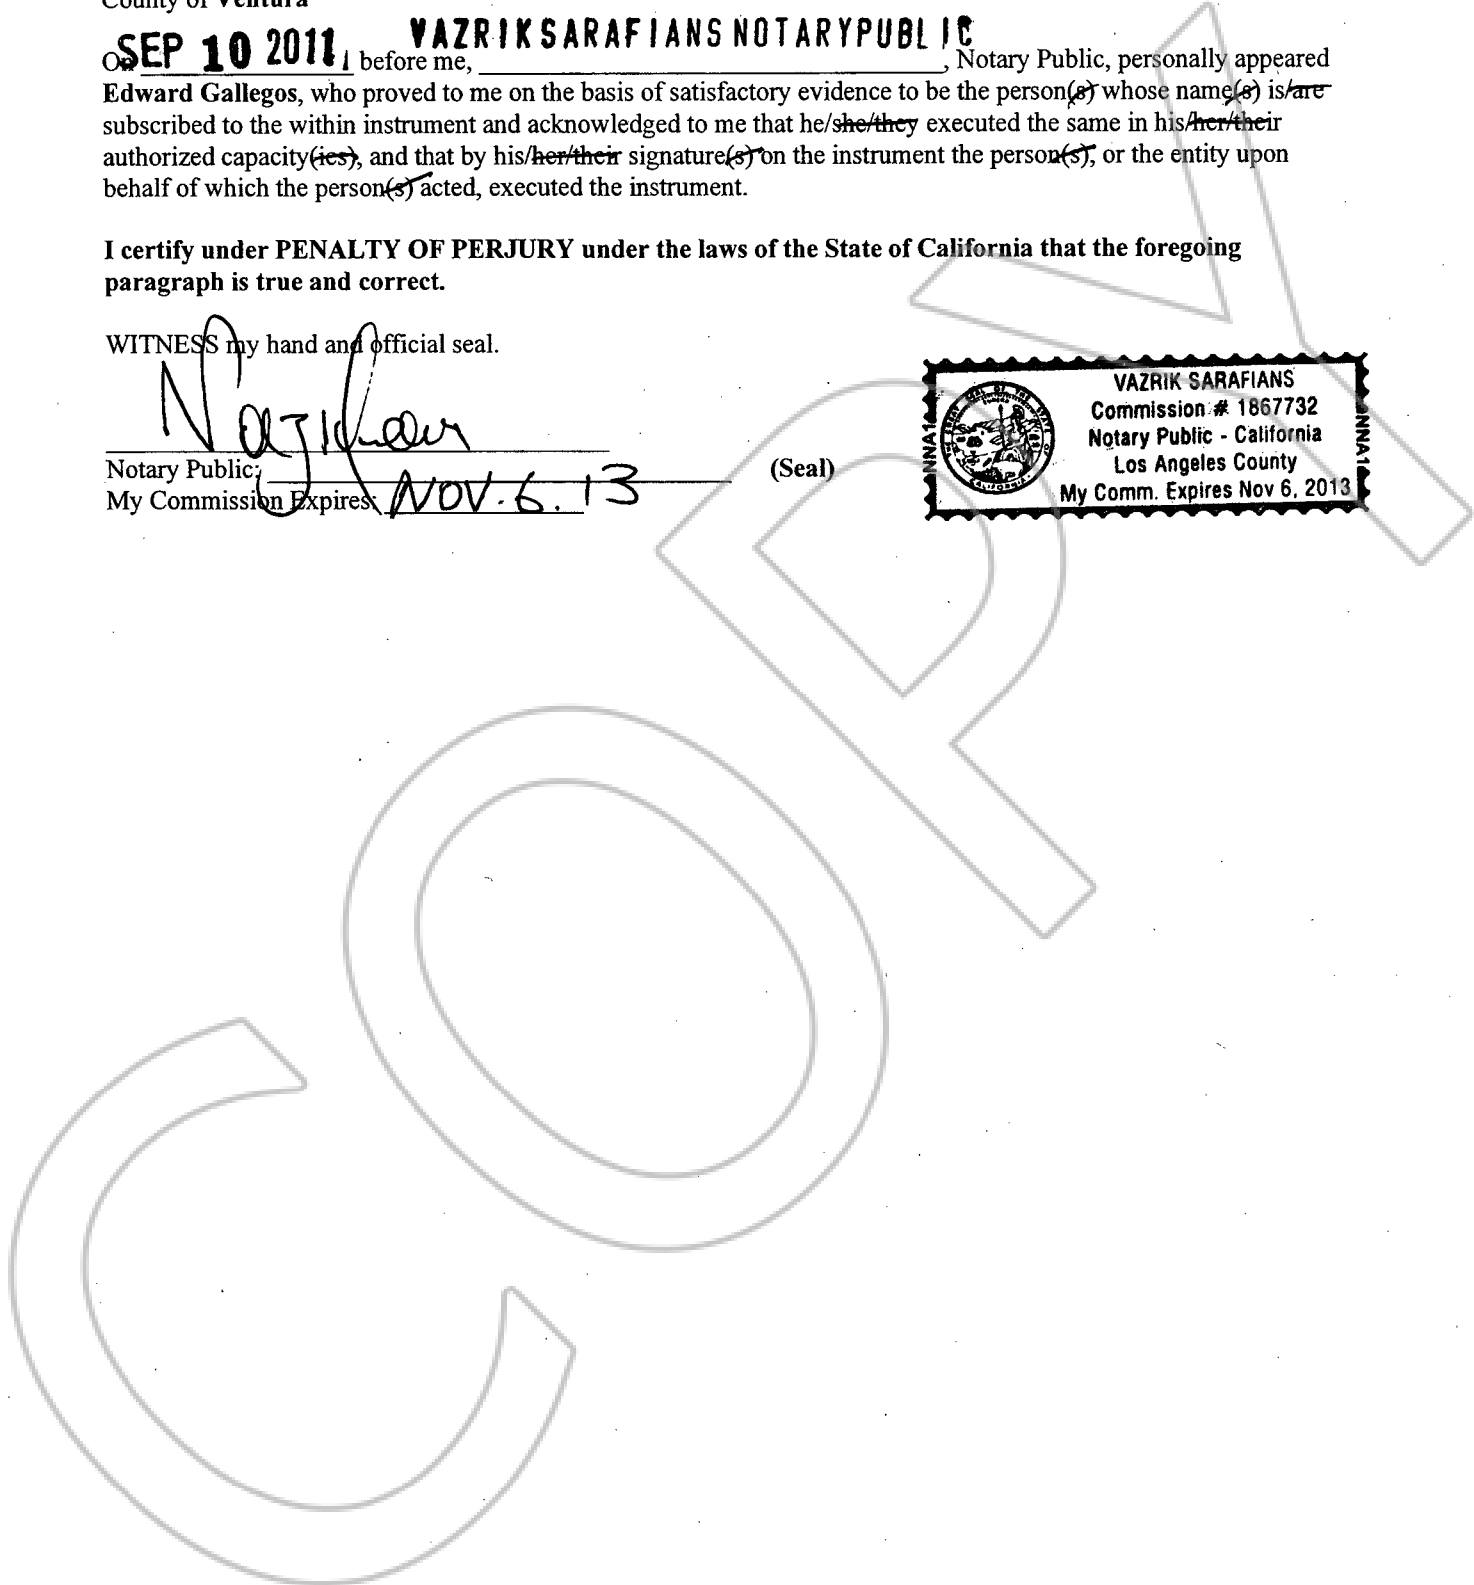 County of Ventura
On SEP 10 2011, before me, VAZRIK SARAFIANS NOTARY PUBLIC, Notary Public, personally appeared
Edward Gallegos, who proved to me on the basis of satisfactory evidence to be the person(s) whose name(s) is/are
subscribed to the within instrument and acknowledged to me that he/she/they executed the same in his/her/their
authorized capacity(ies), and that by his/her/their signature(s) on the instrument the person(s), or the entity upon
behalf of which the person(s) acted, executed the instrument.
I certify under PENALTY OF PERJURY under the laws of the State of California that the foregoing
paragraph is true and correct.
WITNESS my hand and official seal.
Notary Public:
My Commission Expires: NOV. 6. 13
(Seal)
NNA1
VAZRIK SARAFIANS
Commission # 1867732
Notary Public - California
Los Angeles County
My Comm. Expires Nov 6, 2013
NNA1
COPY